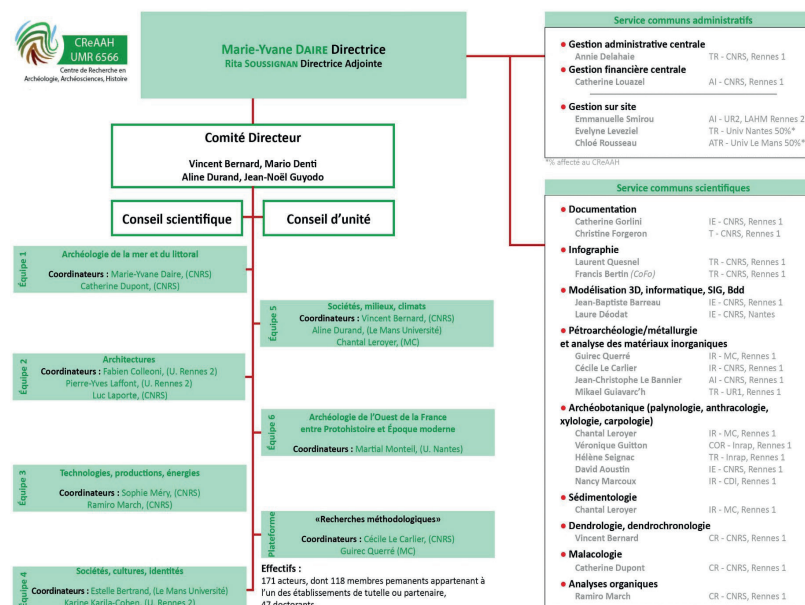 CReAAH
UMR 6566
Centre de Recherche en
Archéologie, Archéosciences, Histoire
Marie-Yvane DAIRE Directrice
Rita SOUSSIGNAN Directrice Adjointe
Comité Directeur
Vincent Bernard, Mario Denti
Aline Durand, Jean-Noël Guyodo
Conseil scientifique
Conseil d'unité
Équipe 1
Archéologie de la mer et du littoral
Coordinateurs : Marie-Yvane Daire, (CNRS)
Catherine Dupont, (CNRS)
Équipe 5
Sociétés, milieux, climats
Coordinateurs : Vincent Bernard, (CNRS)
Aline Durand, (Le Mans Université)
Chantal Leroyer, (MC)
Équipe 2
Architectures
Coordinateurs : Fabien Colleoni, (U. Rennes 2)
Pierre-Yves Laffont, (U. Rennes 2)
Luc Laporte, (CNRS)
Équipe 6
Archéologie de l'Ouest de la France
entre Protohistoire et Époque moderne
Coordinateurs : Martial Monteil, (U. Nantes)
Équipe 3
Technologies, productions, énergies
Coordinateurs : Sophie Méry, (CNRS)
Ramiro March, (CNRS)
Plateforme
«Recherches méthodologiques»
Coordinateurs : Cécile Le Carlier, (CNRS)
Guirec Querré (MC)
Équipe 4
Sociétés, cultures, identités
Coordinateurs : Estelle Bertrand, (Le Mans Université)
Karine Karila-Cohen, (U. Rennes 2)
Effectifs :
171 acteurs, dont 118 membres pemanents appartenant à
l'un des établissements de tutelle ou partenaire,
47 doctorants
Service communs administratifs
• Gestion administrative centrale
Annie Delahaie TR - CNRS, Rennes 1
• Gestion financière centrale
Catherine Louazel AI - CNRS, Rennes 1
• Gestion sur site
Emmanuelle Smirou AI - UR2, LAHM Rennes 2
Evelyne Leveziel TR - Univ Nantes 50%*
Chloé Rousseau ATR - Univ Le Mans 50%*
*% affecté au CReAAH
Service communs scientifiques
• Documentation
Catherine Gorlini IE - CNRS, Rennes 1
Christine Forgeron T - CNRS, Rennes 1
• Infographie
Laurent Quesnel TR - CNRS, Rennes 1
Francis Bertin (CoFo) TR - CNRS, Rennes 1
• Modélisation 3D, informatique, SIG, Bdd
Jean-Baptiste Barreau IE - CNRS, Rennes 1
Laure Déodat IE - CNRS, Nantes
• Pétroarchéologie/métallurgie
et analyse des matériaux inorganiques
Guirec Querré IR - MC, Rennes 1
Cécile Le Carlier IR - CNRS, Rennes 1
Jean-Christophe Le Bannier AI - CNRS, Rennes 1
Mikael Guiavarc'h TR - UR1, Rennes 1
• Archéobotanique (palynologie, anthracologie,
xylologie, carpologie)
Chantal Leroyer IR - MC, Rennes 1
Véronique Guitton COR - Inrap, Rennes 1
Hélène Seignac TR - Inrap, Rennes 1
David Aoustin IE - CNRS, Rennes 1
Nancy Marcoux IR - CDI, Rennes 1
• Sédimentologie
Chantal Leroyer IR - MC, Rennes 1
• Dendrologie, dendrochronologie
Vincent Bernard CR - CNRS, Rennes 1
• Malacologie
Catherine Dupont CR - CNRS, Rennes 1
• Analyses organiques
Ramiro March CR - CNRS, Rennes 1